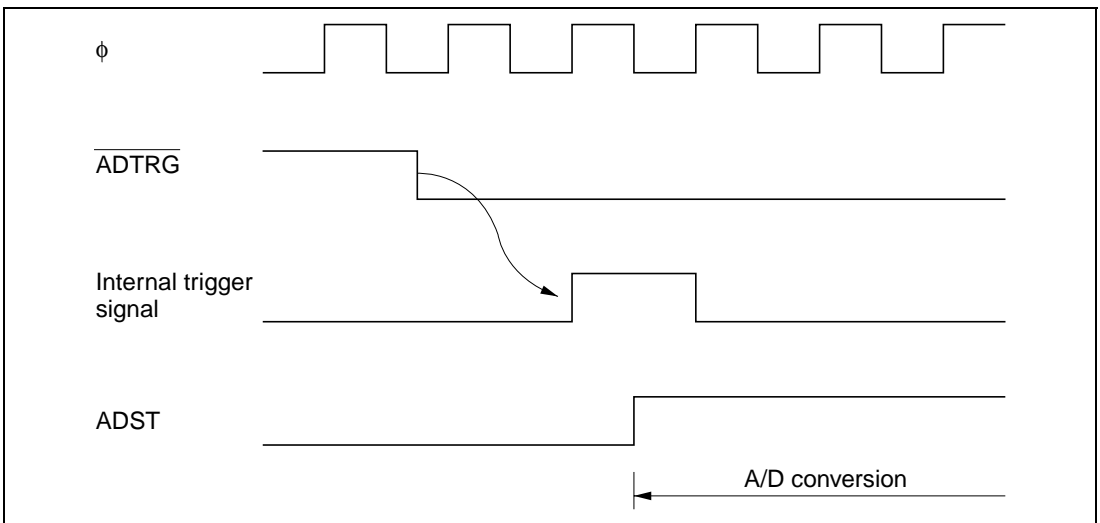 ϕ
ADTRG
Internal trigger
signal
ADST
A/D conversion